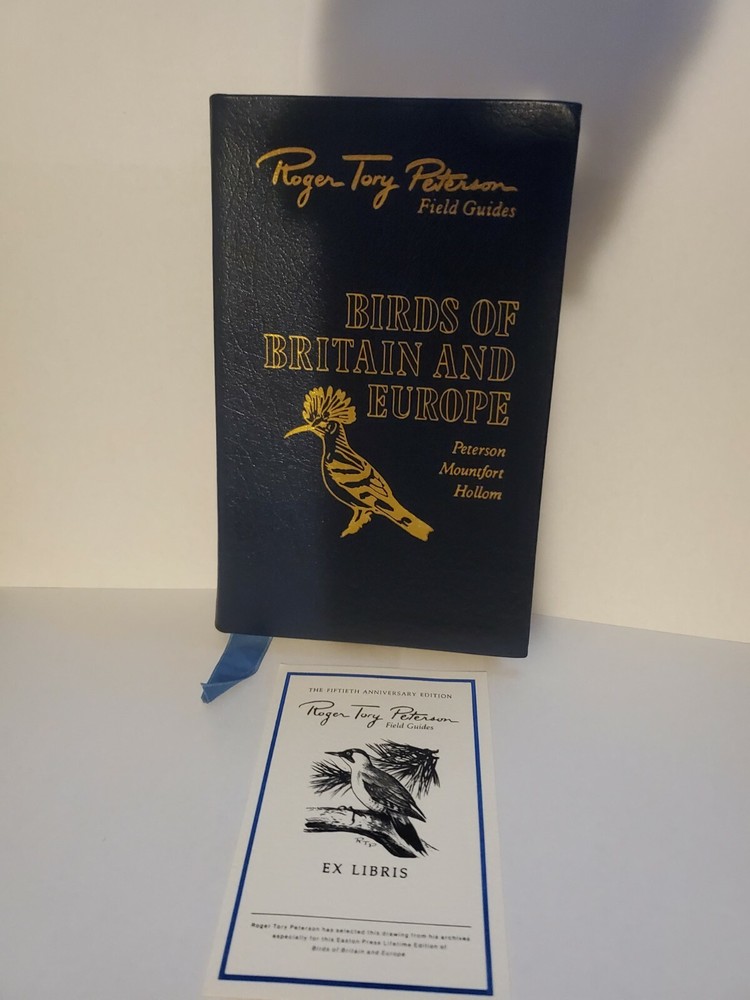 Roger Tory Peterson
Field Guides
BIRDS OF
BRITAIN AND
EUROPE
Peterson
Mountfort
Hollom
THE FIFTIETH ANNIVERSARY EDITION
Roger Tory Peterson
Field Guides
RTP
EX LIBRIS
Roger Tory Peterson has selected this drawing from his archives
especially for this Easton Press Lifetime Edition of
Birds of Britain and Europe